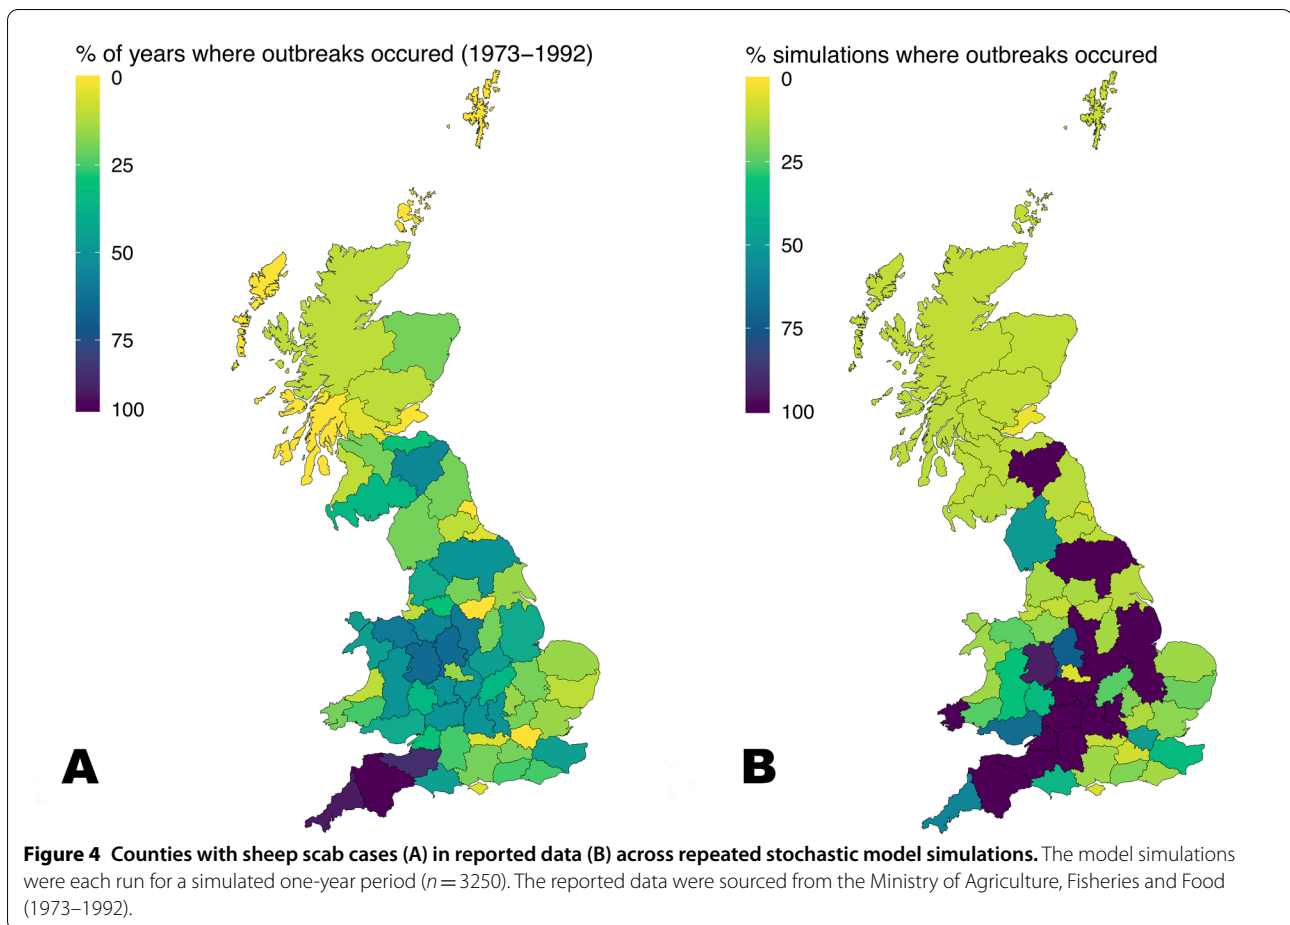 % of years where outbreaks occured (1973–1992)
0
25
50
75
100
A
% simulations where outbreaks occured
0
25
50
75
100
B
Figure 4 Counties with sheep scab cases (A) in reported data (B) across repeated stochastic model simulations. The model simulations
were each run for a simulated one-year period (n = 3250). The reported data were sourced from the Ministry of Agriculture, Fisheries and Food
(1973–1992).